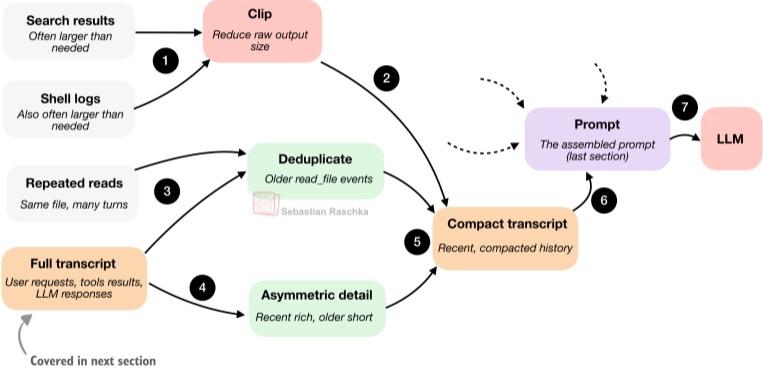 Search results
Often larger than
needed
Clip
Reduce raw output
size
1
2
Shell logs
Also often larger than
needed
7
Prompt
The assembled prompt
(last section)
LLM
Deduplicate
Older read_file events
Repeated reads
Same file, many turns
3
Sebastian Raschka
6
Compact transcript
Recent, compacted history
5
Full transcript
User requests, tools results,
LLM responses
4
Asymmetric detail
Recent rich, older short
Covered in next section